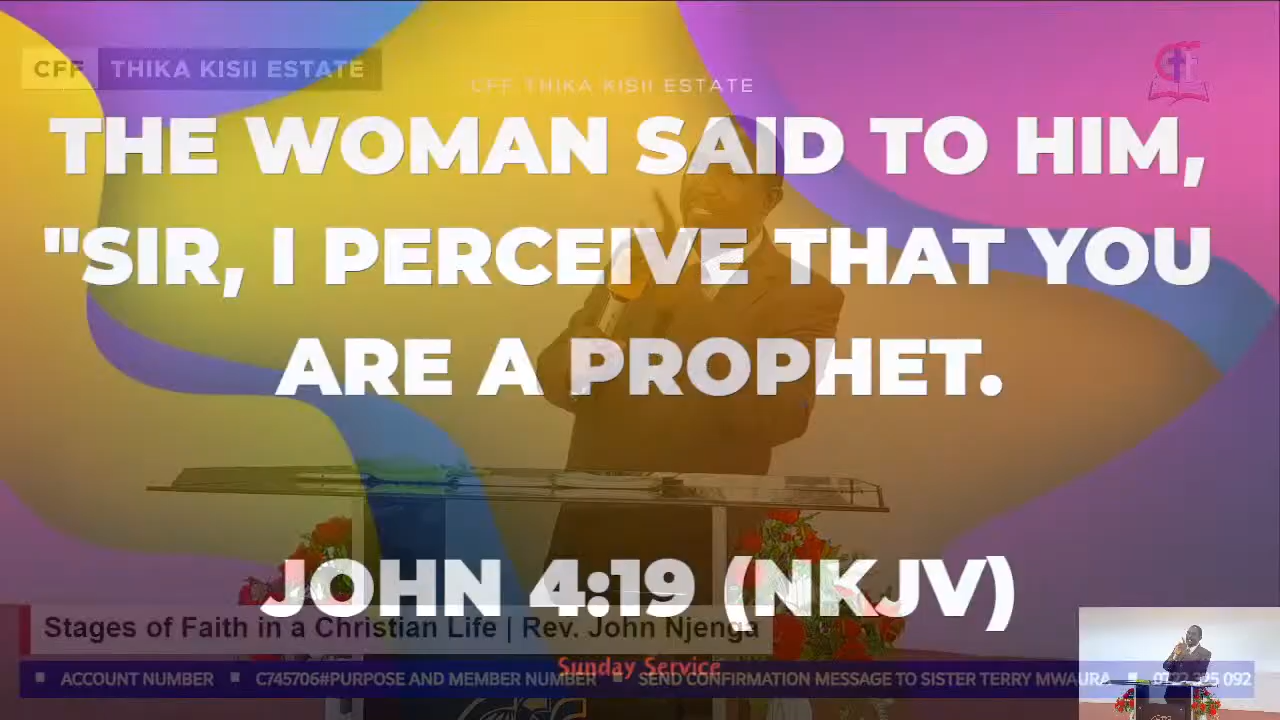 CFF THIKA KISII ESTATE
CFF THIKA KISII ESTATE
THE WOMAN SAID TO HIM,
"SIR, I PERCEIVE THAT YOU
ARE A PROPHET.
JOHN 4:19 (NKJV)
Stages of Faith in a Christian Life | Rev. John Njenga
Sunday Service
ACCOUNT NUMBER C745706#PURPOSE AND MEMBER NUMBER SEND CONFIRMATION MESSAGE TO SISTER TERRY MWAURA